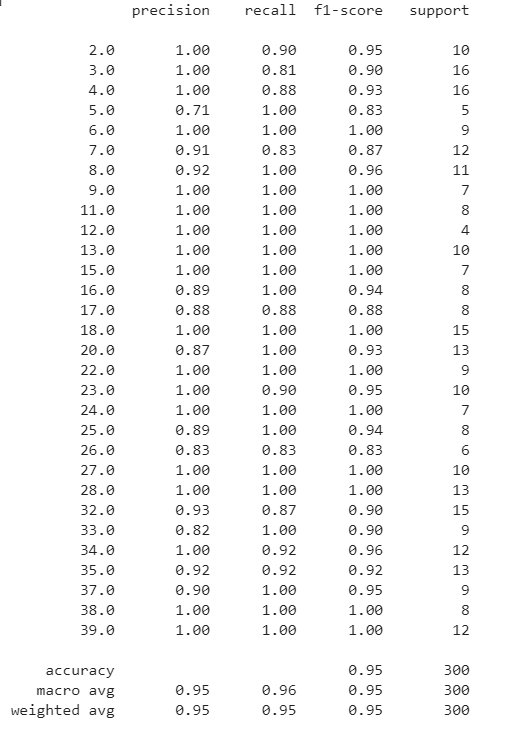 precision recall f1-score support
2.0 1.00 0.90 0.95 10
3.0 1.00 0.81 0.90 16
4.0 1.00 0.88 0.93 16
5.0 0.71 1.00 0.83 5
6.0 1.00 1.00 1.00 9
7.0 0.91 0.83 0.87 12
8.0 0.92 1.00 0.96 11
9.0 1.00 1.00 1.00 7
11.0 1.00 1.00 1.00 8
12.0 1.00 1.00 1.00 4
13.0 1.00 1.00 1.00 10
15.0 1.00 1.00 1.00 7
16.0 0.89 1.00 0.94 8
17.0 0.88 0.88 0.88 8
18.0 1.00 1.00 1.00 15
20.0 0.87 1.00 0.93 13
22.0 1.00 1.00 1.00 9
23.0 1.00 0.90 0.95 10
24.0 1.00 1.00 1.00 7
25.0 0.89 1.00 0.94 8
26.0 0.83 0.83 0.83 6
27.0 1.00 1.00 1.00 10
28.0 1.00 1.00 1.00 13
32.0 0.93 0.87 0.90 15
33.0 0.82 1.00 0.90 9
34.0 1.00 0.92 0.96 12
35.0 0.92 0.92 0.92 13
37.0 0.90 1.00 0.95 9
38.0 1.00 1.00 1.00 8
39.0 1.00 1.00 1.00 12
accuracy 0.95 300
macro avg 0.95 0.96 0.95 300
weighted avg 0.95 0.95 0.95 300